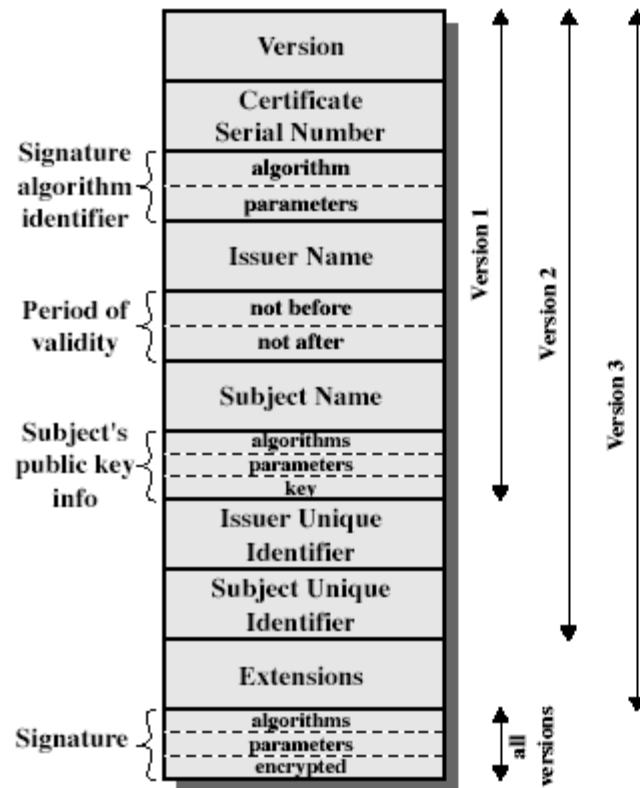 Version
Certificate
Serial Number
Signature
algorithm
identifier
algorithm
parameters
Issuer Name
Period of
validity
not before
not after
Subject Name
Subject's
public key
info
algorithms
parameters
key
Issuer Unique
Identifier
Subject Unique
Identifier
Extensions
Signature
algorithms
parameters
encrypted
Version 1
Version 2
Version 3
all
versions